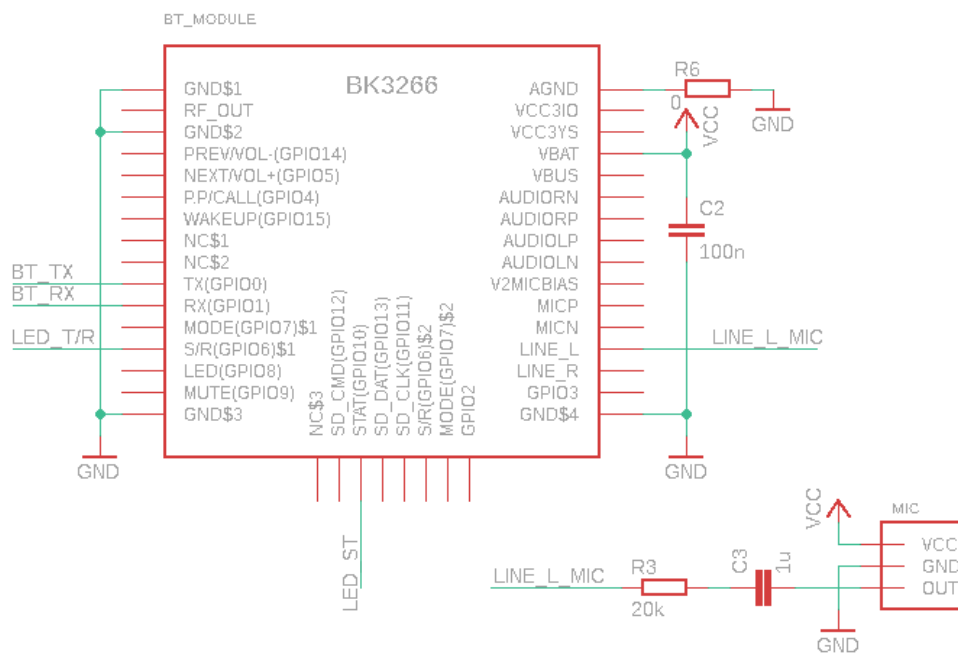 BT_MODULE
BK3266
GND$1
RF_OUT
GND$2
PREV/VOL-(GPIO14)
NEXT/VOL+(GPIO5)
P.P/CALL(GPIO4)
WAKEUP(GPIO15)
NC$1
NC$2
TX(GPIO0)
RX(GPIO1)
MODE(GPIO7)$1
S/R(GPIO6)$1
LED(GPIO8)
MUTE(GPIO9)
GND$3
BT_TX
BT_RX
LED_T/R
GND
NC$3
SD_CMD(GPIO12)
STAT(GPIO10)
SD_DAT(GPIO13)
SD_CLK(GPIO11)
S/R(GPIO6)$2
MODE(GPIO7)$2
GPIO2
LED_ST
AGND
VCC3IO
VCC3YS
VBAT
VBUS
AUDIORN
AUDIORP
AUDIOLP
AUDIOLN
V2MICBIAS
MICP
MICN
LINE_L
LINE_R
GPIO3
GND$4
R6
0
GND
VCC
C2
100n
LINE_L_MIC
GND
LINE_L_MIC
R3
20k
C3
1u
VCC
GND
MIC
VCC
GND
OUT